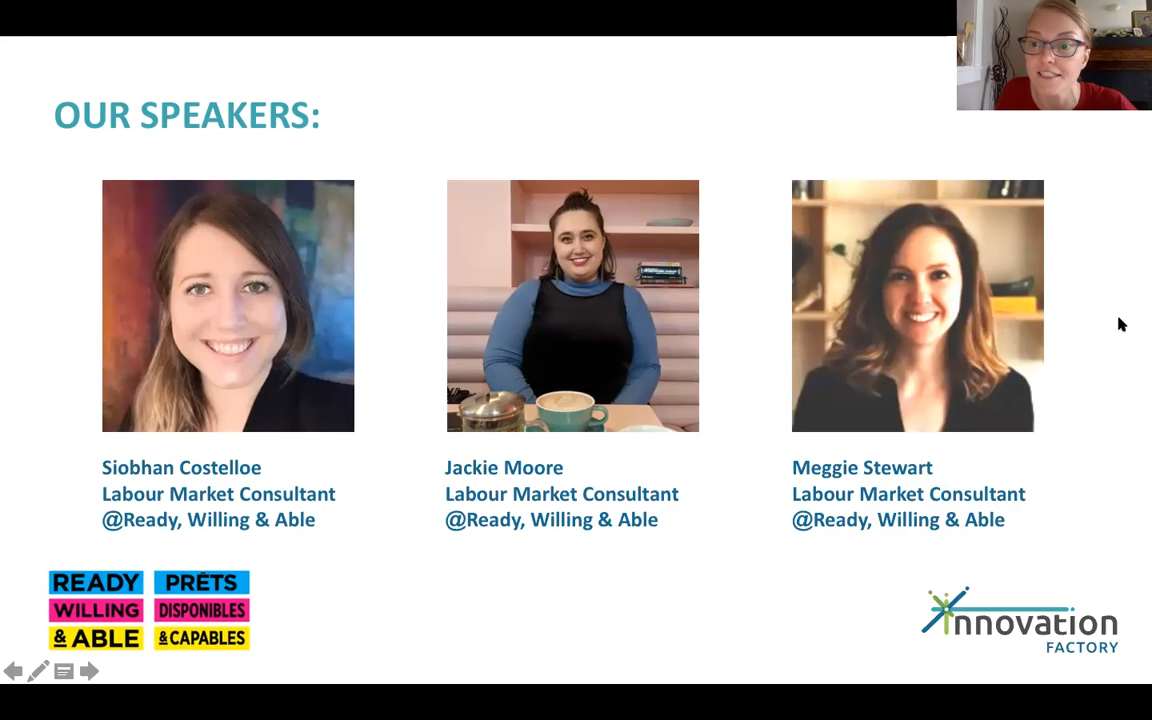 OUR SPEAKERS:
Siobhan Costelloe
Labour Market Consultant
@Ready, Willing & Able
Jackie Moore
Labour Market Consultant
@Ready, Willing & Able
Meggie Stewart
Labour Market Consultant
@Ready, Willing & Able
READY
WILLING
& ABLE
PRÊTS
DISPONIBLES
& CAPABLES
innovation
FACTORY